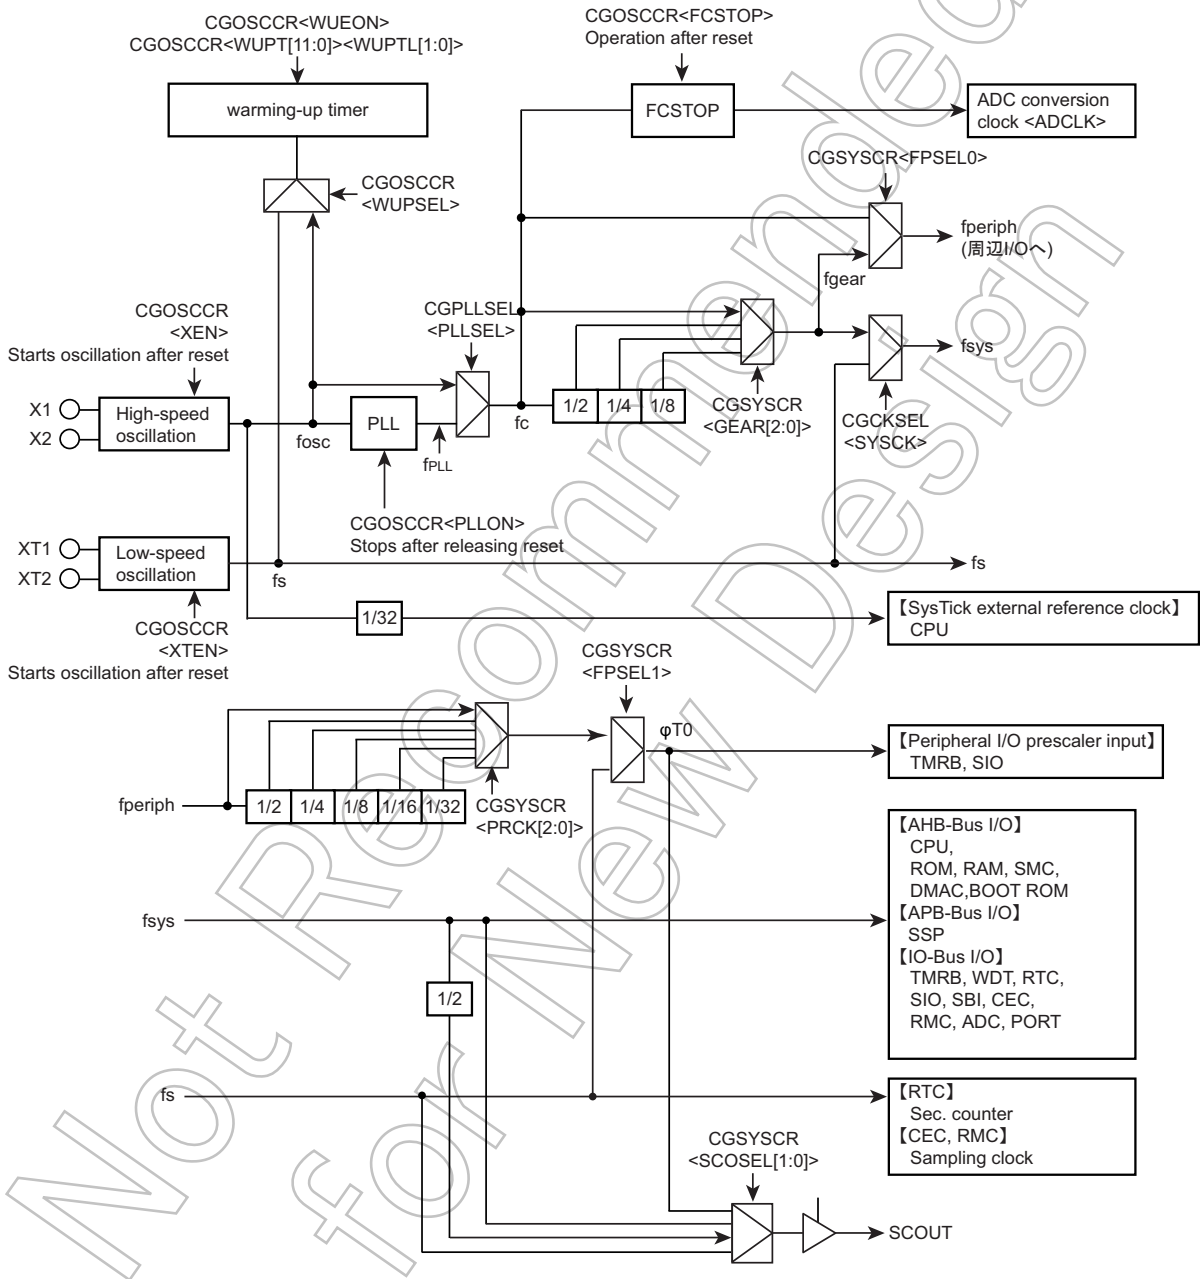 CGOSCCR<WUEON>
CGOSCCR<WUPT[11:0]><WUPTL[1:0]>
CGOSCCR<FCSTOP>
Operation after reset
warming-up timer
FCSTOP
ADC conversion
clock <ADCLK>
CGOSCCR
<WUPSEL>
CGSYSCR<FPSEL0>
fperiph
(周辺I/Oへ)
fgear
CGOSCCR
<XEN>
Starts oscillation after reset
CGPLLSEL
<PLLSEL>
fsys
X1
X2
High-speed
oscillation
fosc
PLL
fPLL
fc
1/2
1/4
1/8
CGSYSCR
<GEAR[2:0]>
CGCKSEL
<SYSCK>
CGOSCCR<PLLON>
Stops after releasing reset
XT1
XT2
Low-speed
oscillation
fs
fs
CGOSCCR
<XTEN>
Starts oscillation after reset
1/32
【SysTick external reference clock】
CPU
CGSYSCR
<FPSEL1>
φT0
【Peripheral I/O prescaler input】
TMRB, SIO
fperiph
1/2
1/4
1/8
1/16
1/32
CGSYSCR
<PRCK[2:0]>
【AHB-Bus I/O】
CPU,
ROM, RAM, SMC,
DMAC,BOOT ROM
【APB-Bus I/O】
SSP
【IO-Bus I/O】
TMRB, WDT, RTC,
SIO, SBI, CEC,
RMC, ADC, PORT
fsys
1/2
fs
【RTC】
Sec. counter
【CEC, RMC】
Sampling clock
CGSYSCR
<SCOSEL[1:0]>
SCOUT
Not Recommended
for New Design